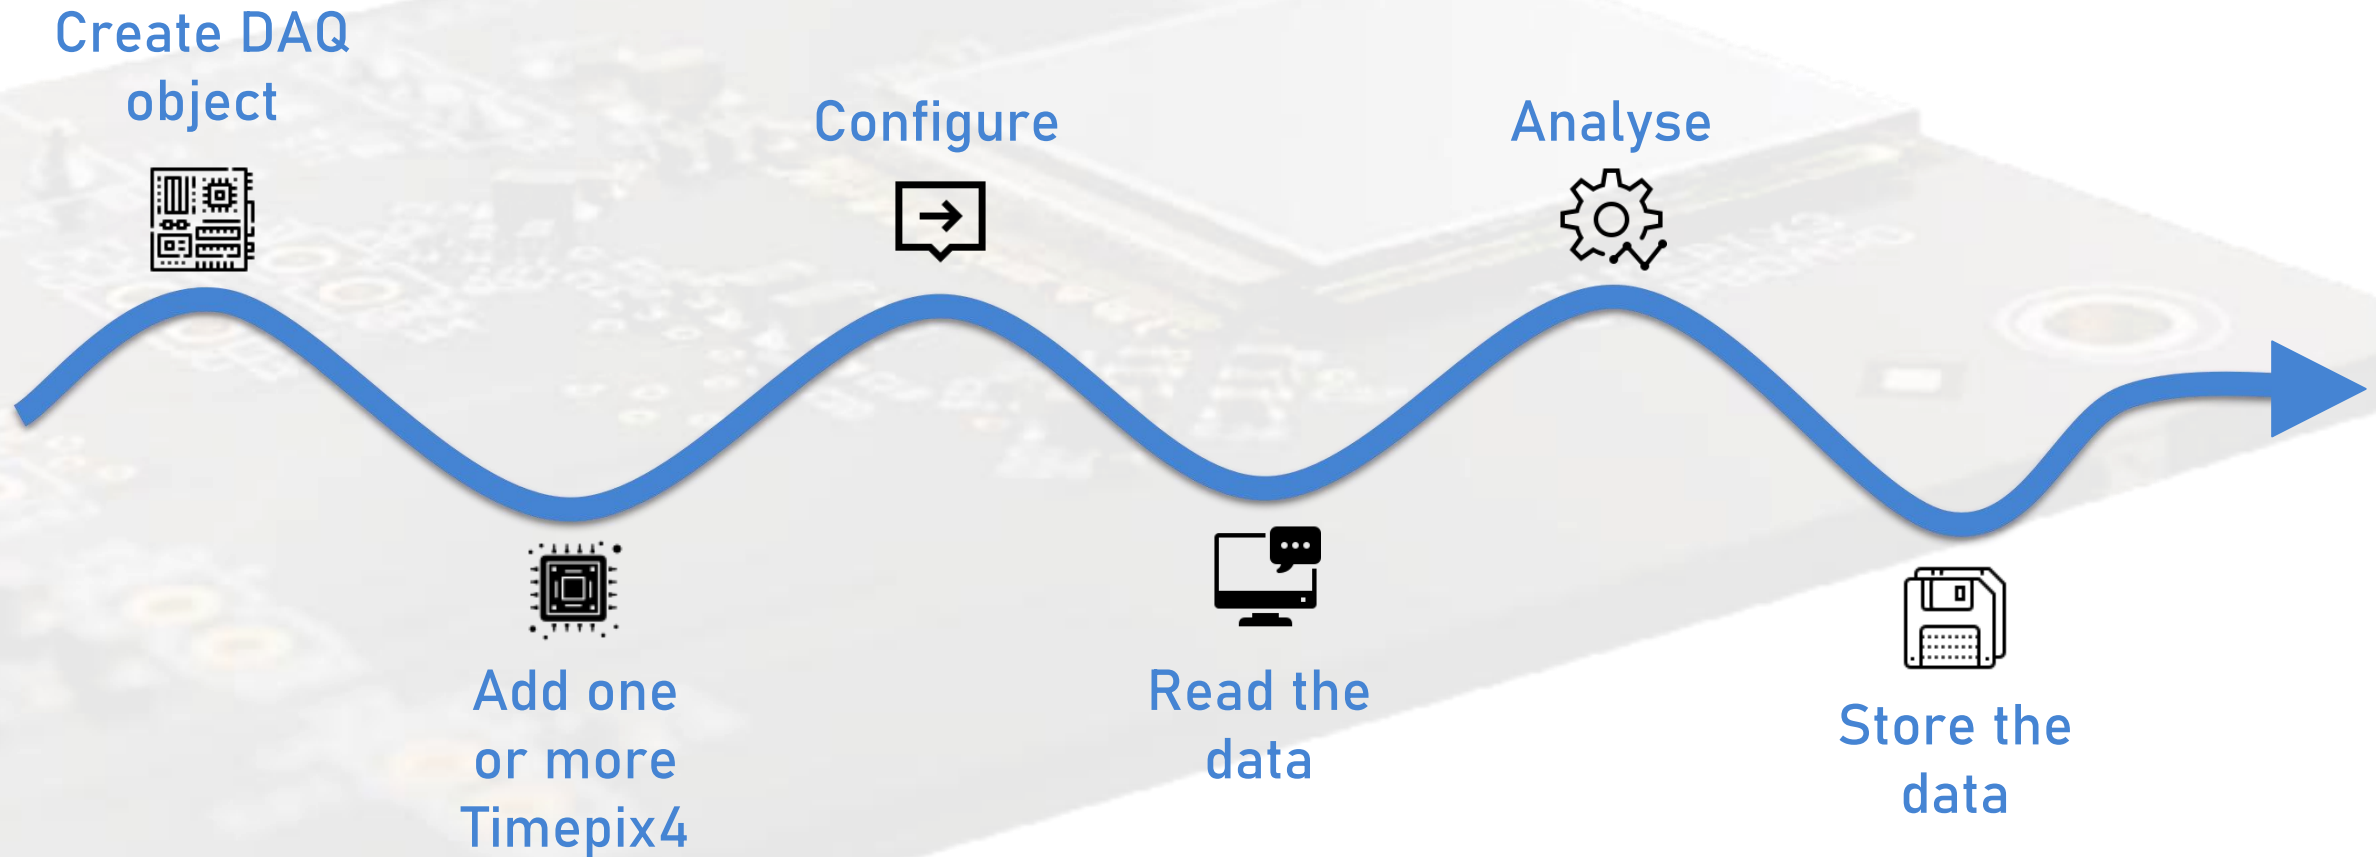 Create DAQ
object
Add one
or more
Timepix4
Configure
Read the
data
Analyse
Store the
data